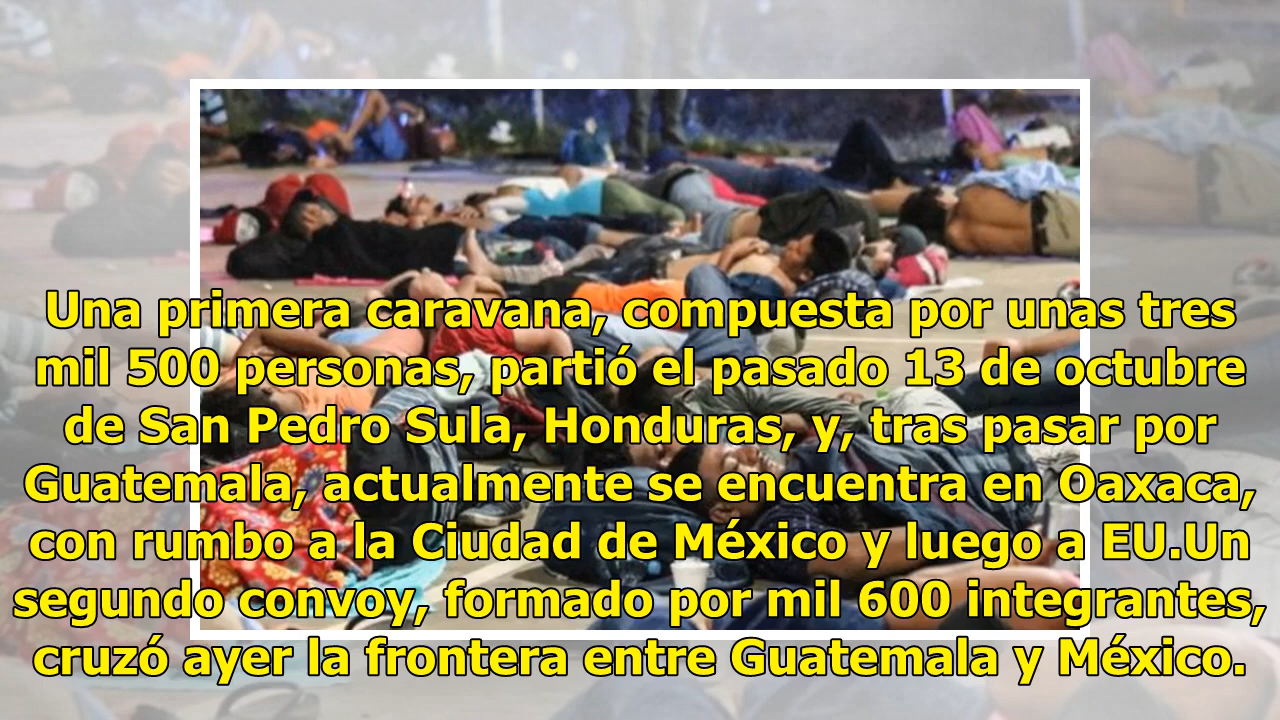 Una primera caravana, compuesta por unas tres
mil 500 personas, partió el pasado 13 de octubre
de San Pedro Sula, Honduras, y, tras pasar por
Guatemala, actualmente se encuentra en Oaxaca,
con rumbo a la Ciudad de México y luego a EU.Un
segundo convoy, formado por mil 600 integrantes,
cruzó ayer la frontera entre Guatemala y México.